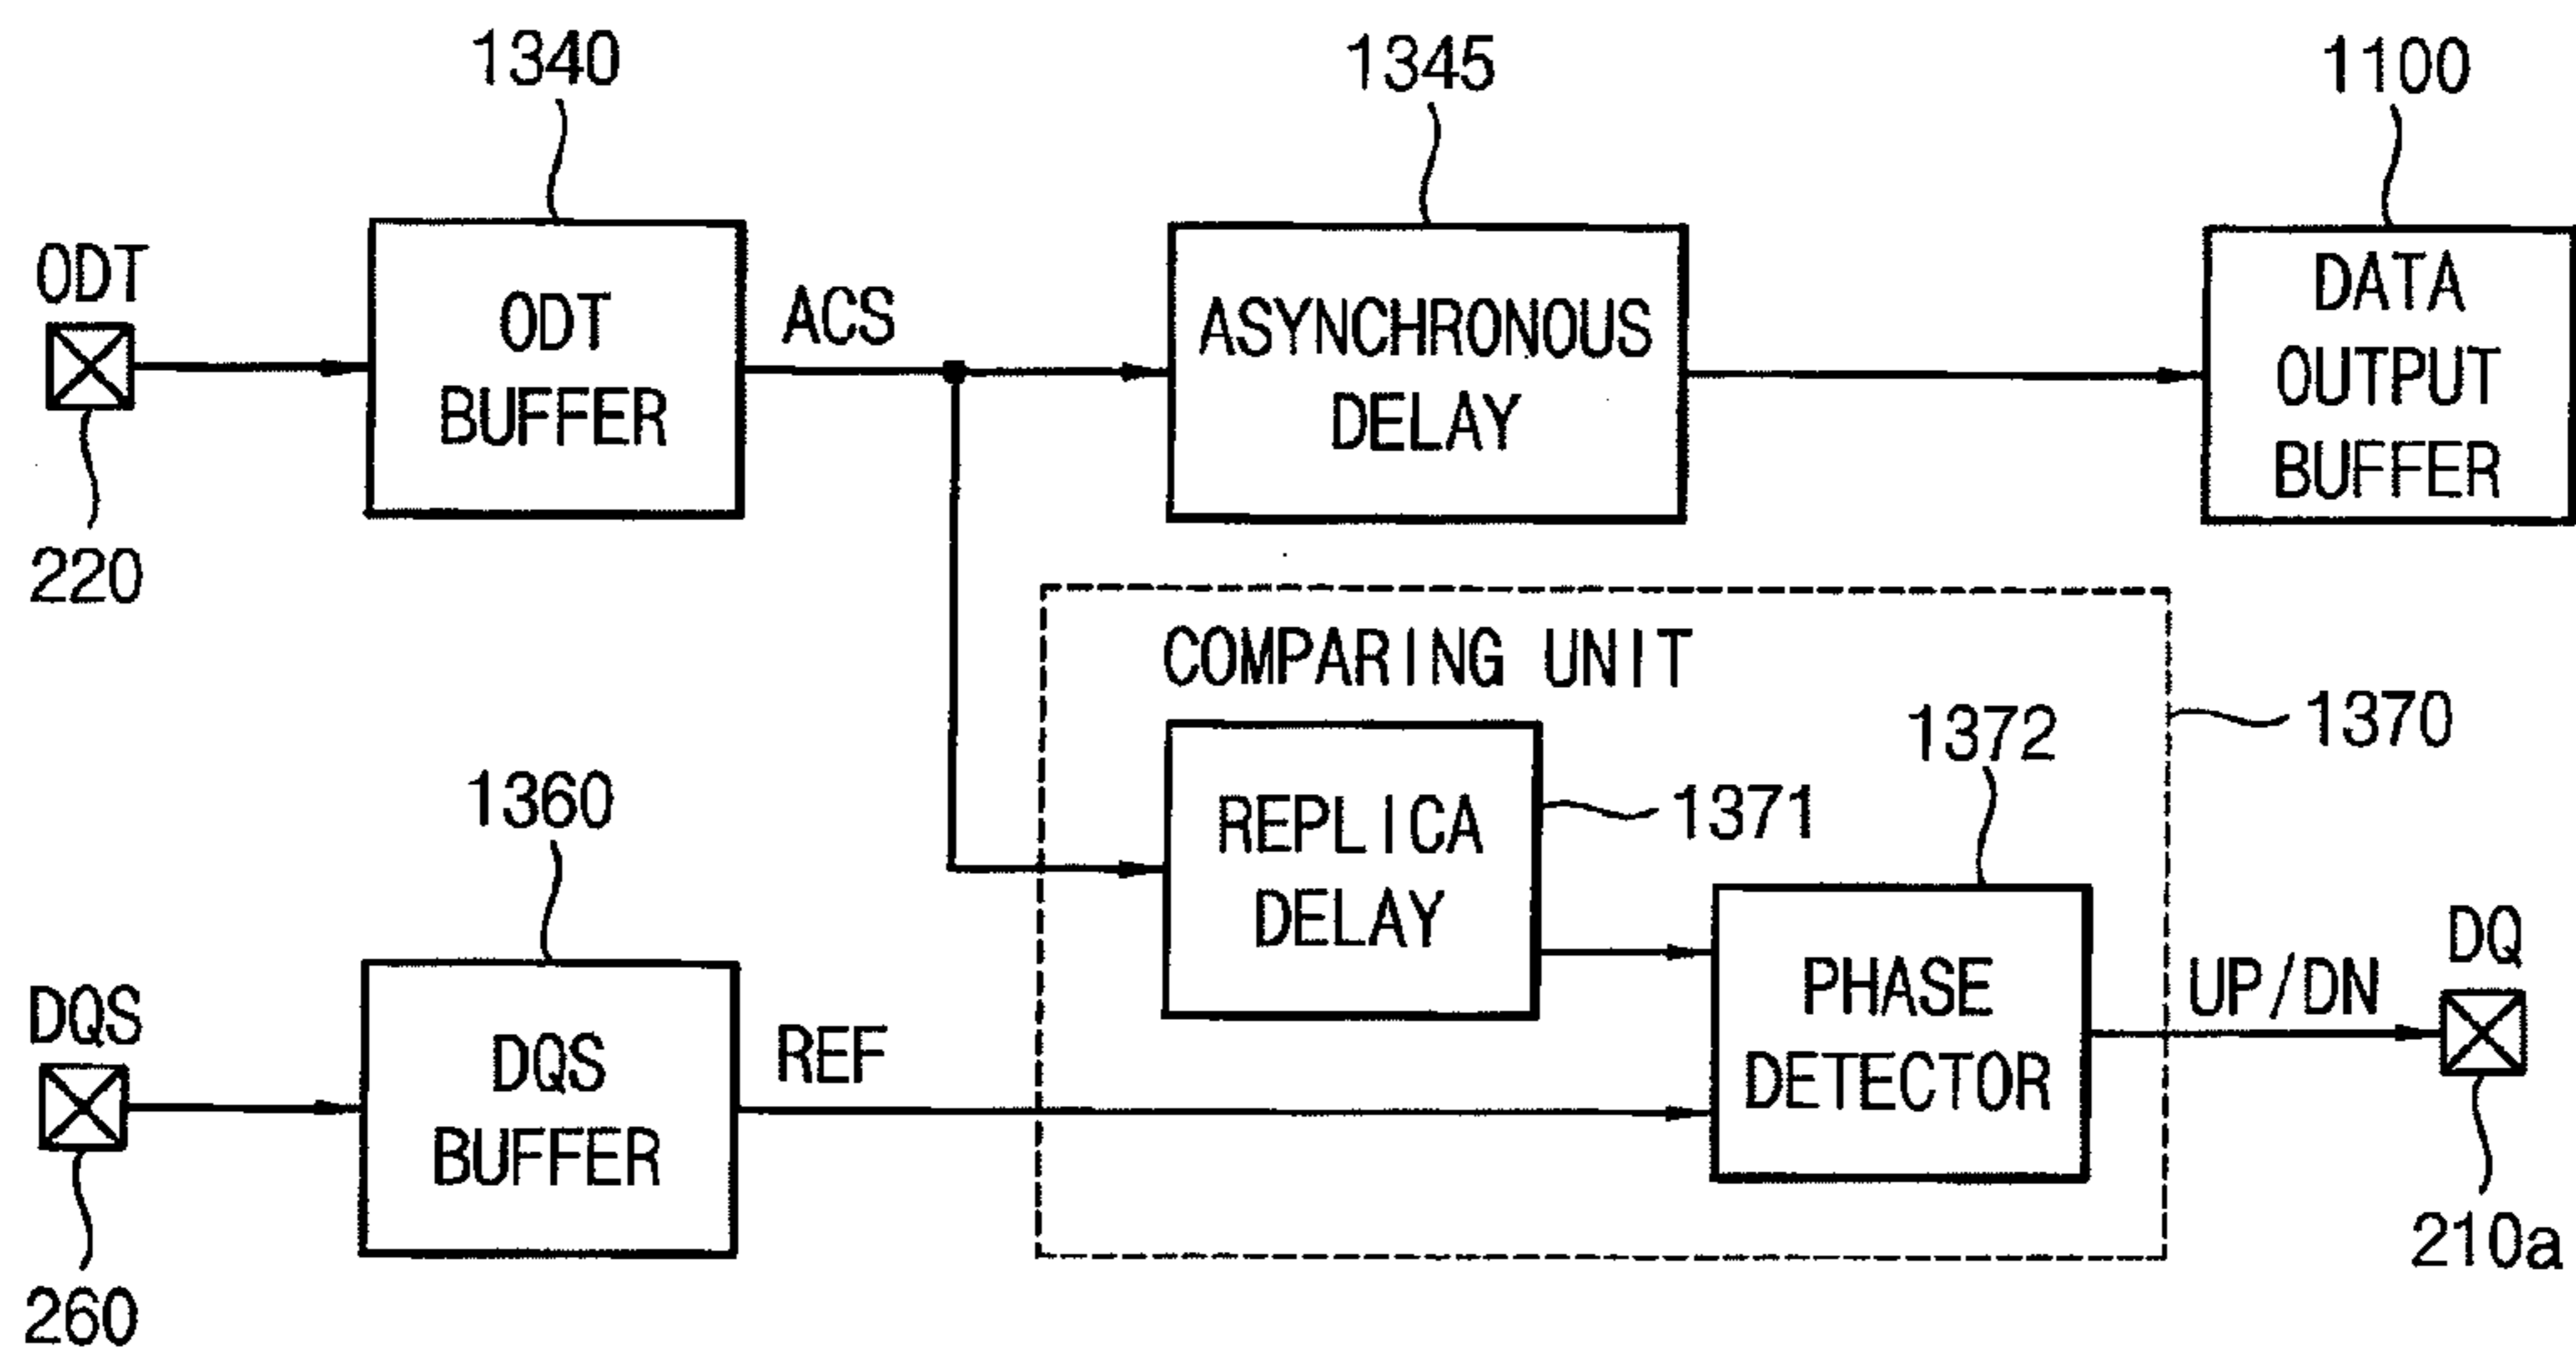 1340
1345
1100
ODT
220
ODT
BUFFER
ACS
ASYNCHRONOUS
DELAY
DATA
OUTPUT
BUFFER
COMPARING UNIT
1370
1360
DQS
260
DQS
BUFFER
REF
REPLICA
DELAY
1371
1372
PHASE
DETECTOR
UP/DN
DQ
210a